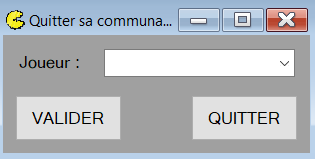 Quitter sa communa...
Joueur :
VALIDER
QUITTER